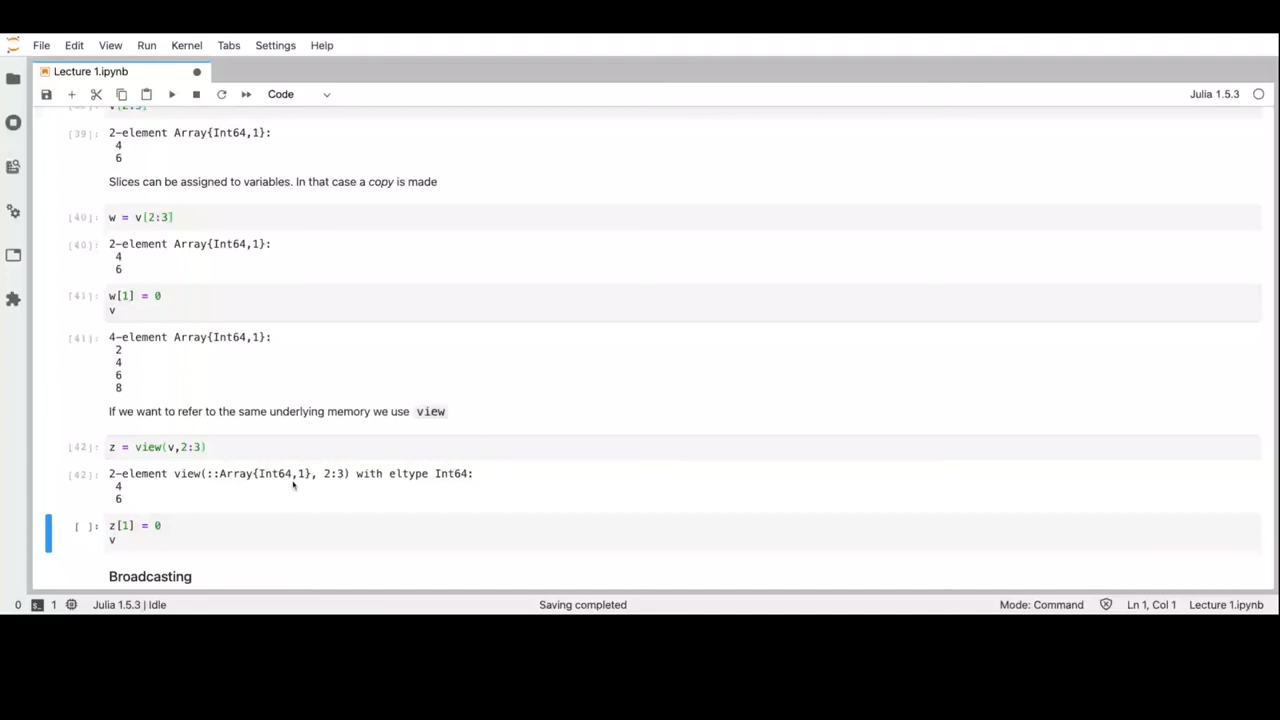 File Edit View Run Kernel Tabs Settings Help
Lecture 1.ipynb
Code
Julia 1.5.3
[39]: 2-element Array{Int64,1}:
4
6
Slices can be assigned to variables. In that case a copy is made
[40]: w = v[2:3]
[40]: 2-element Array{Int64,1}:
4
6
[41]: w[1] = 0
v
[41]: 4-element Array{Int64,1}:
2
4
6
8
If we want to refer to the same underlying memory we use view
[42]: z = view(v,2:3)
[42]: 2-element view(::Array{Int64,1}, 2:3) with eltype Int64:
4
6
[ ]: z[1] = 0
v
Broadcasting
0 1 Julia 1.5.3 | Idle Saving completed Mode: Command Ln 1, Col 1 Lecture 1.ipynb